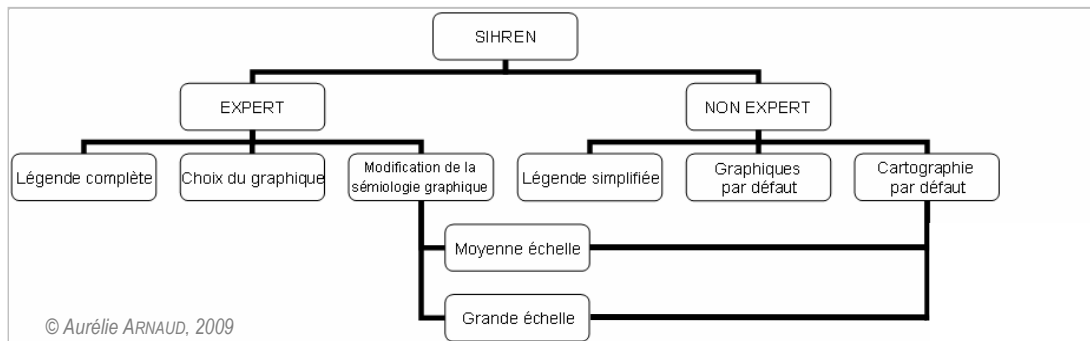 SIHREN
EXPERT
NON EXPERT
Légende complète
Choix du graphique
Modification de la
sémiologie graphique
Légende simplifiée
Graphiques
par défaut
Cartographie
par défaut
Moyenne échelle
Grande échelle
© Aurélie ARNAUD, 2009